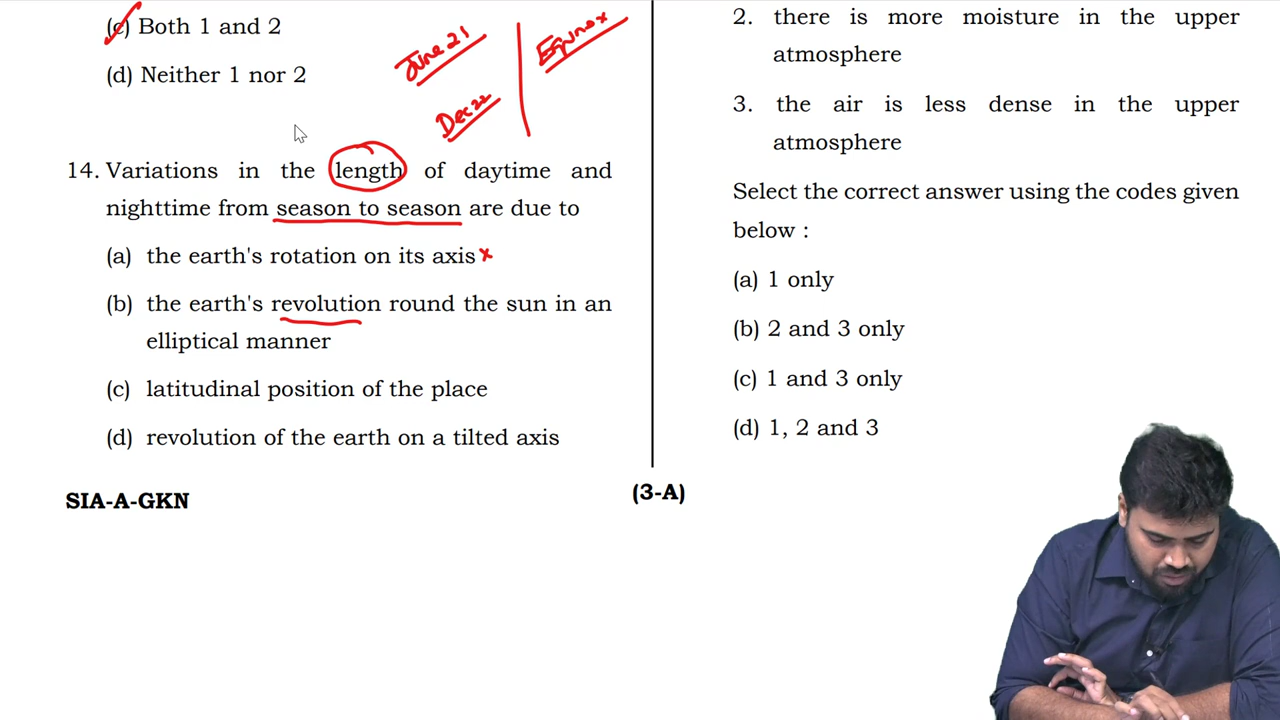 (c) Both 1 and 2
(d) Neither 1 nor 2
June 21
Dec 22
Equinox
14. Variations in the length of daytime and
nighttime from season to season are due to
(a) the earth's rotation on its axis x
(b) the earth's revolution round the sun in an
elliptical manner
(c) latitudinal position of the place
(d) revolution of the earth on a tilted axis
SIA-A-GKN
(3-A)
2. there is more moisture in the upper
atmosphere
3. the air is less dense in the upper
atmosphere
Select the correct answer using the codes given
below :
(a) 1 only
(b) 2 and 3 only
(c) 1 and 3 only
(d) 1, 2 and 3